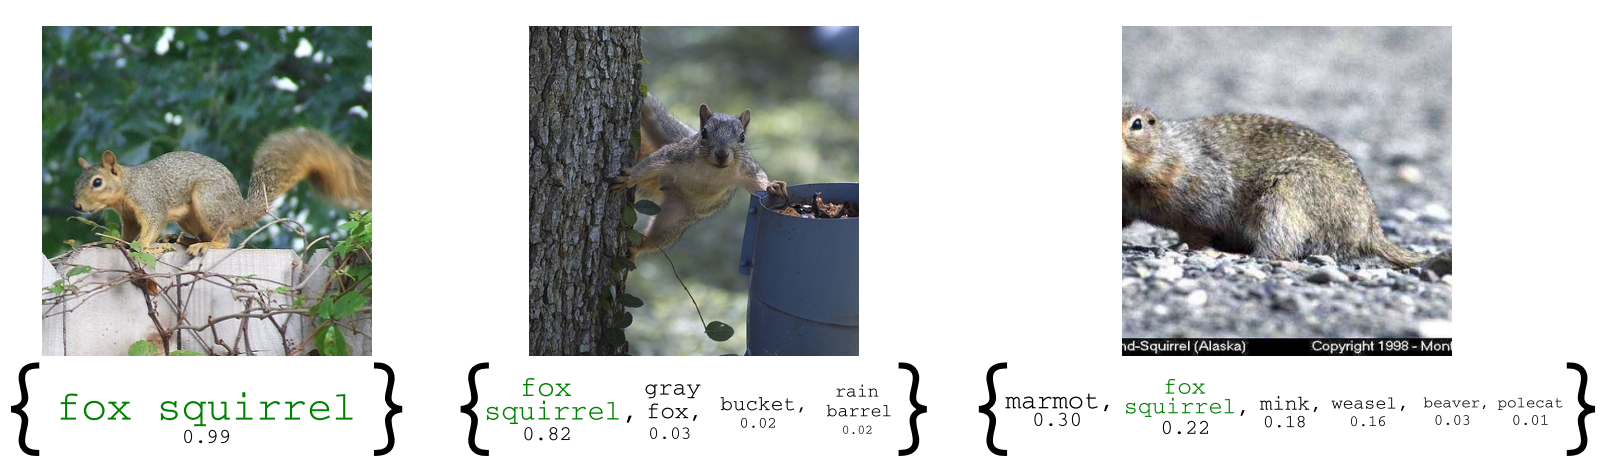 nd-Squirrel (Alaska) Copyright 1998 - Mont
{ fox squirrel }
0.99
{ fox squirrel, gray fox, bucket, rain barrel }
0.82 0.03 0.02 0.02
{ marmot, fox squirrel, mink, weasel, beaver, polecat }
0.30 0.22 0.18 0.16 0.03 0.01